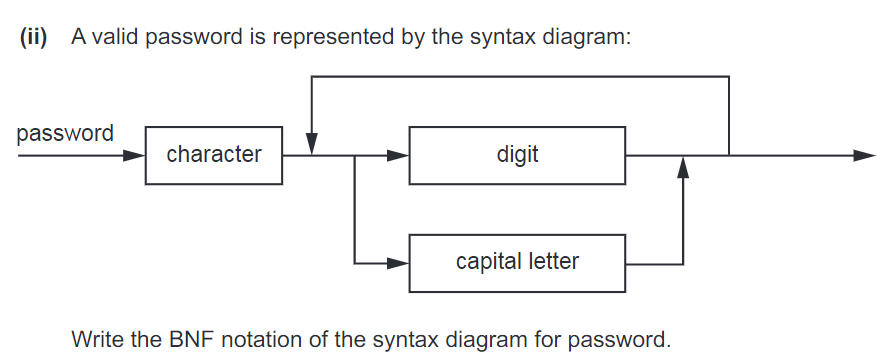 (ii) A valid password is represented by the syntax diagram:
password
character
digit
capital letter
Write the BNF notation of the syntax diagram for password.